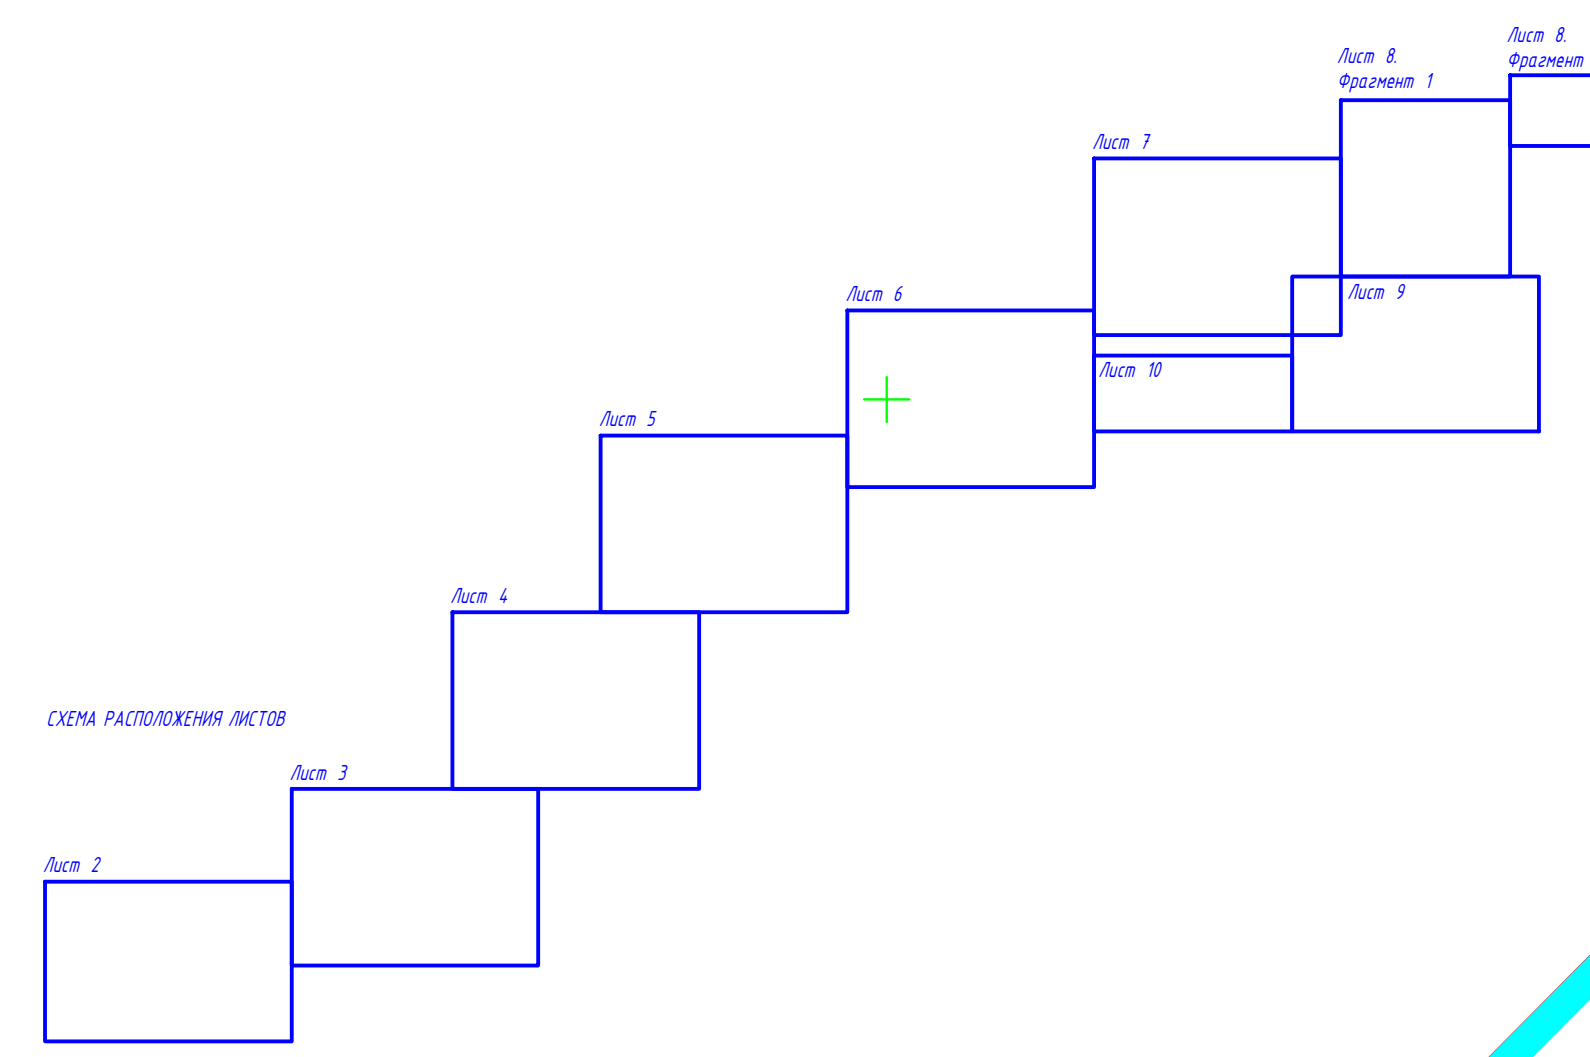 Лист 8.
Фрагмент
Лист 8.
Фрагмент 1
Лист 7
Лист 6
Лист 9
Лист 10
Лист 5
Лист 4
СХЕМА РАСПОЛОЖЕНИЯ ЛИСТОВ
Лист 3
Лист 2